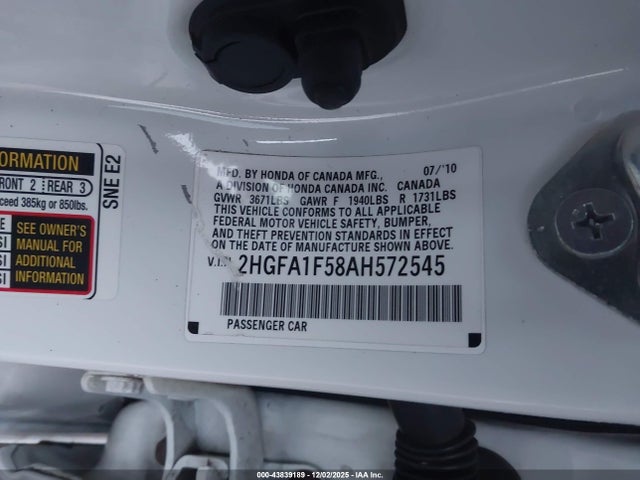 ORMATION
FRONT 2 REAR 3
ceed 385kg or 850lbs.
SEE OWNER'S
MANUAL FOR
ADDITIONAL
INFORMATION
SNE E2
MFD. BY HONDA OF CANADA MFG., 07/'10
A DIVISION OF HONDA CANADA INC. CANADA
GVWR 3671LBS GAWR F 1940LBS R 1731LBS
THIS VEHICLE CONFORMS TO ALL APPLICABLE
FEDERAL MOTOR VEHICLE SAFETY, BUMPER,
AND THEFT PREVENTION STANDARDS IN EFFECT
ON THE DATE OF MANUFACTURE SHOWN ABOVE.
V.I.N. 2HGFA1F58AH572545
PASSENGER CAR
000-43839189 - 12/02/2025 - IAA Inc.